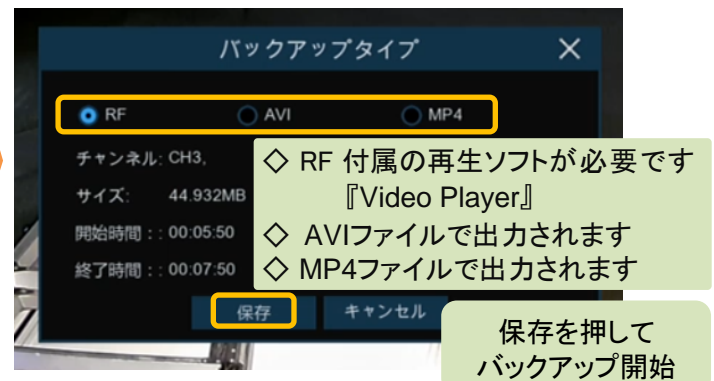 バックアップタイプ
RF AVI MP4
チャンネル: CH3,
サイズ: 44.932MB
開始時間：: 00:05:50
終了時間：: 00:07:50
◇ RF 付属の再生ソフトが必要です
『Video Player』
◇ AVIファイルで出力されます
◇ MP4ファイルで出力されます
保存 キャンセル
保存を押して
バックアップ開始